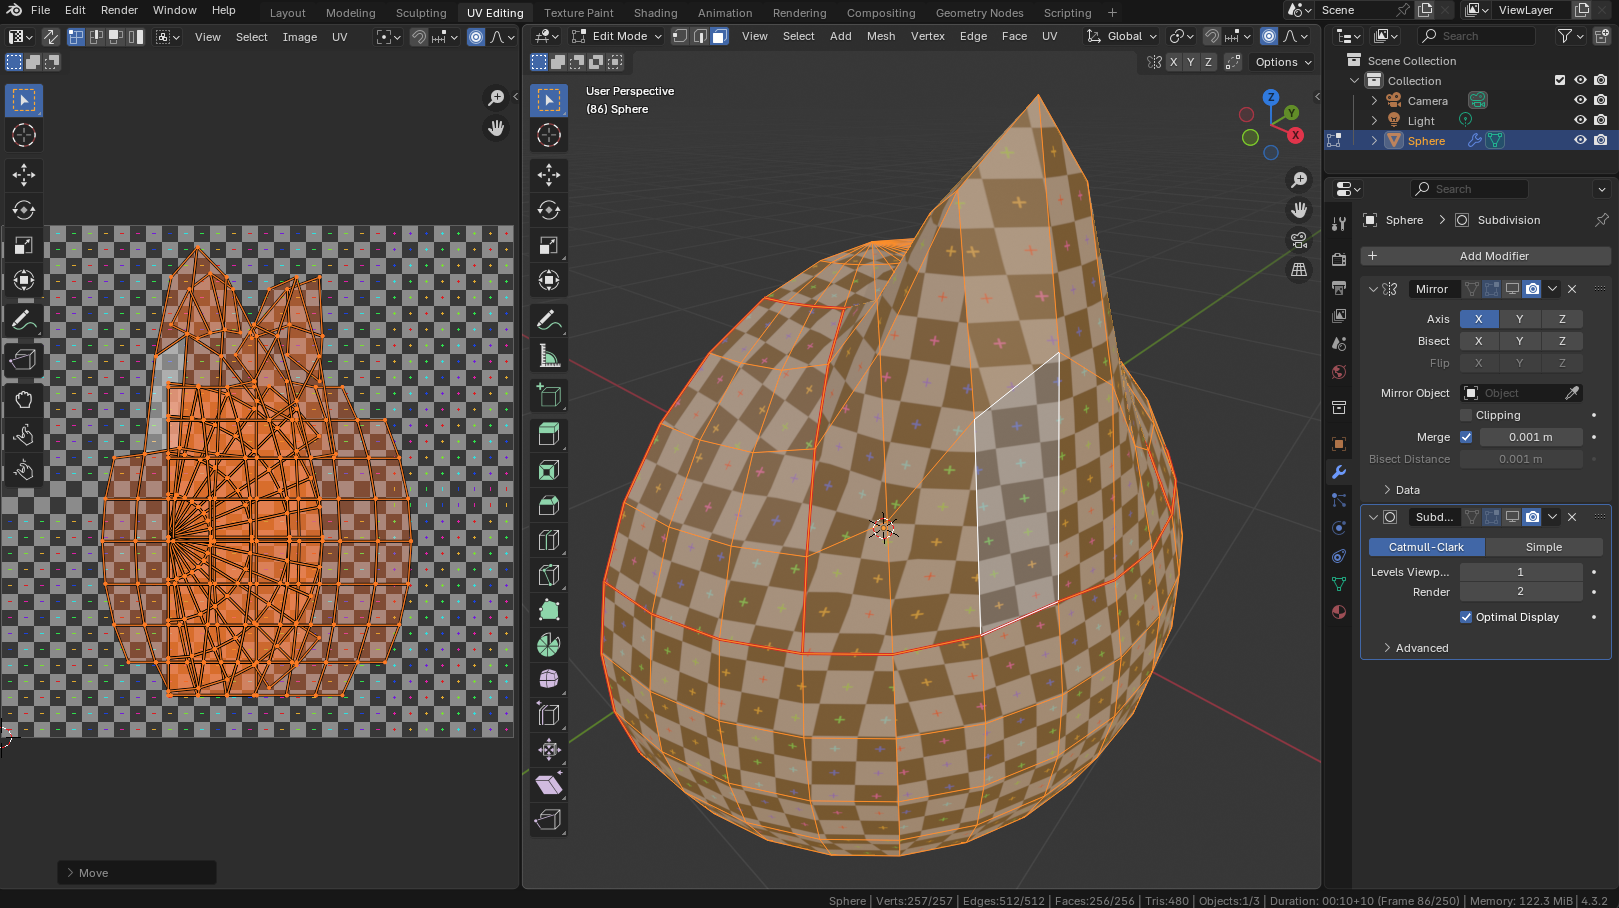 File Edit Render Window Help Layout Modeling Sculpting UV Editing Texture Paint Shading Animation Rendering Compositing Geometry Nodes Scripting + Scene ViewLayer
View Select Image UV
Edit Mode View Select Add Mesh Vertex Edge Face UV Global
Search
X Y Z Options
Scene Collection
Collection
Camera
Light
Sphere
User Perspective
(86) Sphere
Z
Y
X
Search
Sphere > Subdivision
+ Add Modifier
Mirror
Axis X Y Z
Bisect X Y Z
Flip X Y Z
Mirror Object Object
Clipping
Merge 0.001 m
Bisect Distance 0.001 m
Data
Subd...
Catmull-Clark Simple
Levels Viewp... 1
Render 2
Optimal Display
Advanced
Move
Sphere | Verts:257/257 | Edges:512/512 | Faces:256/256 | Tris:480 | Objects:1/3 | Duration: 00:10+10 (Frame 86/250) | Memory: 122.3 MiB | 4.3.2